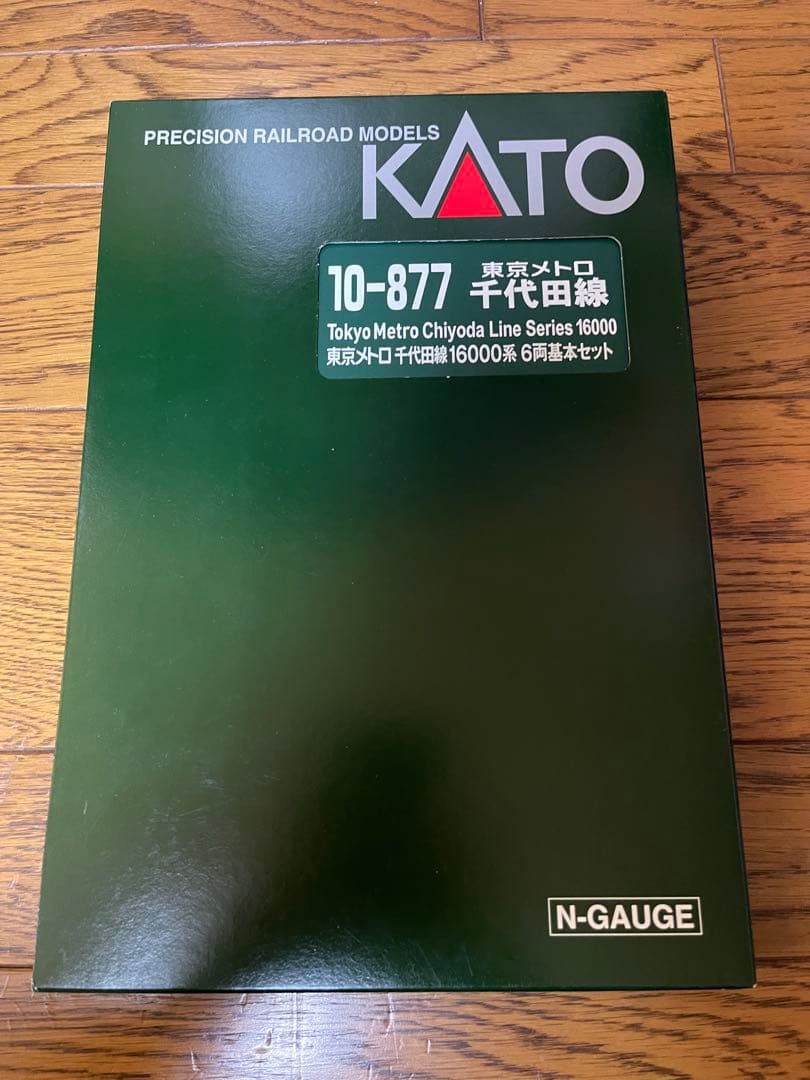 PRECISION RAILROAD MODELS
KATO
10-877
東京メトロ
千代田線
Tokyo Metro Chiyoda Line Series 16000
東京メトロ 千代田線16000系 6両基本セット
N-GAUGE